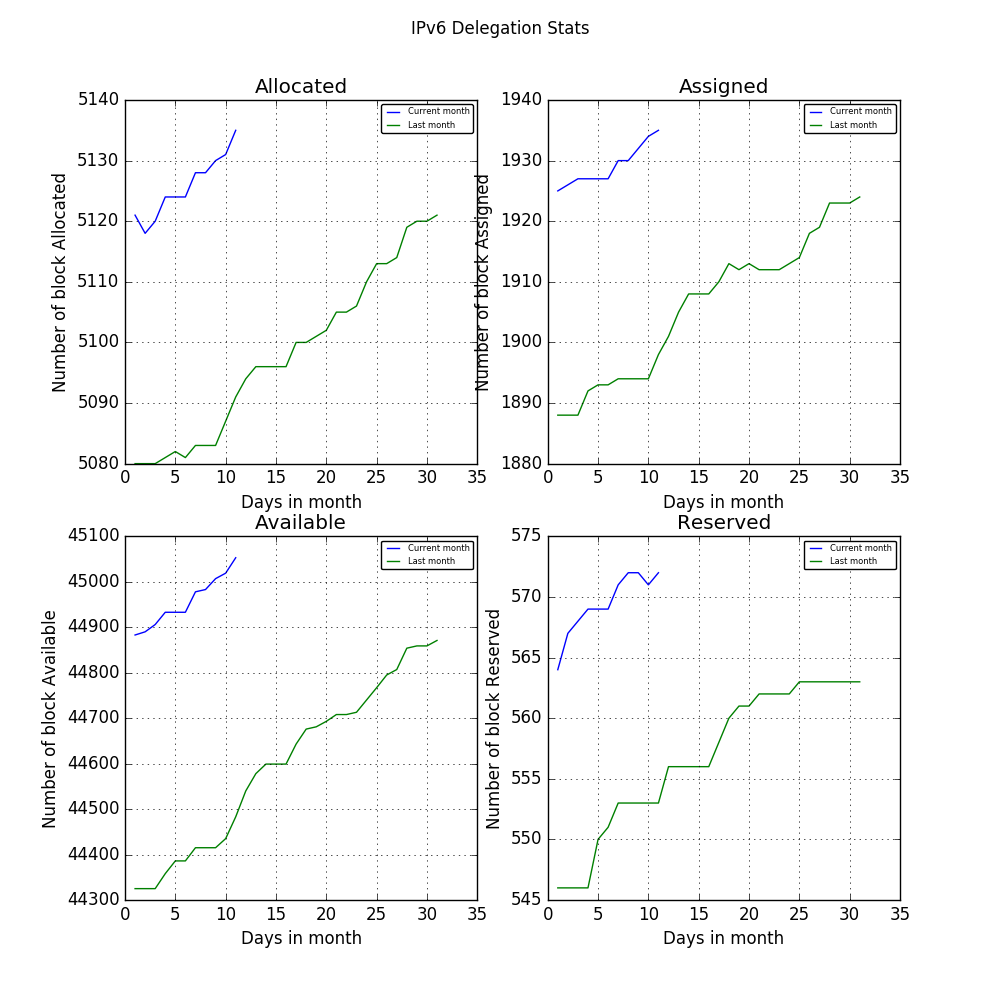 IPv6 Delegation Stats
Allocated
Number of block Allocated
5140
5130
5120
5110
5100
5090
5080
Current month
Last month
0 5 10 15 20 25 30 35
Days in month
Assigned
Number of block Assigned
1940
1930
1920
1910
1900
1890
1880
Current month
Last month
0 5 10 15 20 25 30 35
Days in month
Available
Number of block Available
45100
45000
44900
44800
44700
44600
44500
44400
44300
Current month
Last month
0 5 10 15 20 25 30 35
Days in month
Reserved
Number of block Reserved
575
570
565
560
555
550
545
Current month
Last month
0 5 10 15 20 25 30 35
Days in month